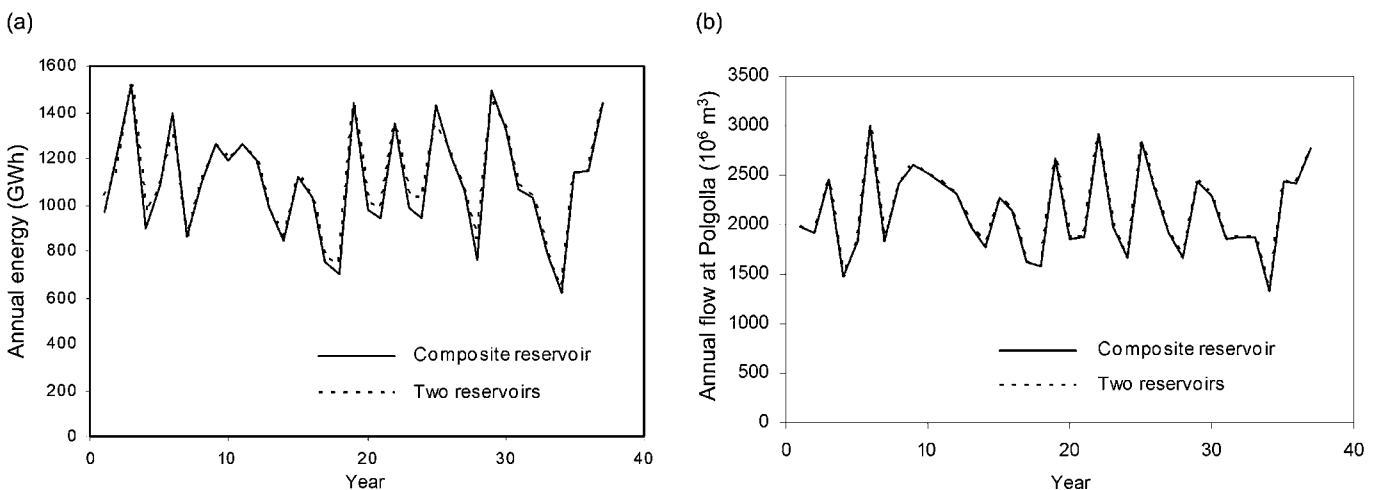 (a)
Annual energy (GWh)
1600
1400
1200
1000
800
600
400
200
0
0 10 20 30 40
Year
Composite reservoir
Two reservoirs
(b)
Annual flow at Polgolla (10⁶ m³)
3500
3000
2500
2000
1500
1000
500
0
0 10 20 30 40
Year
Composite reservoir
Two reservoirs